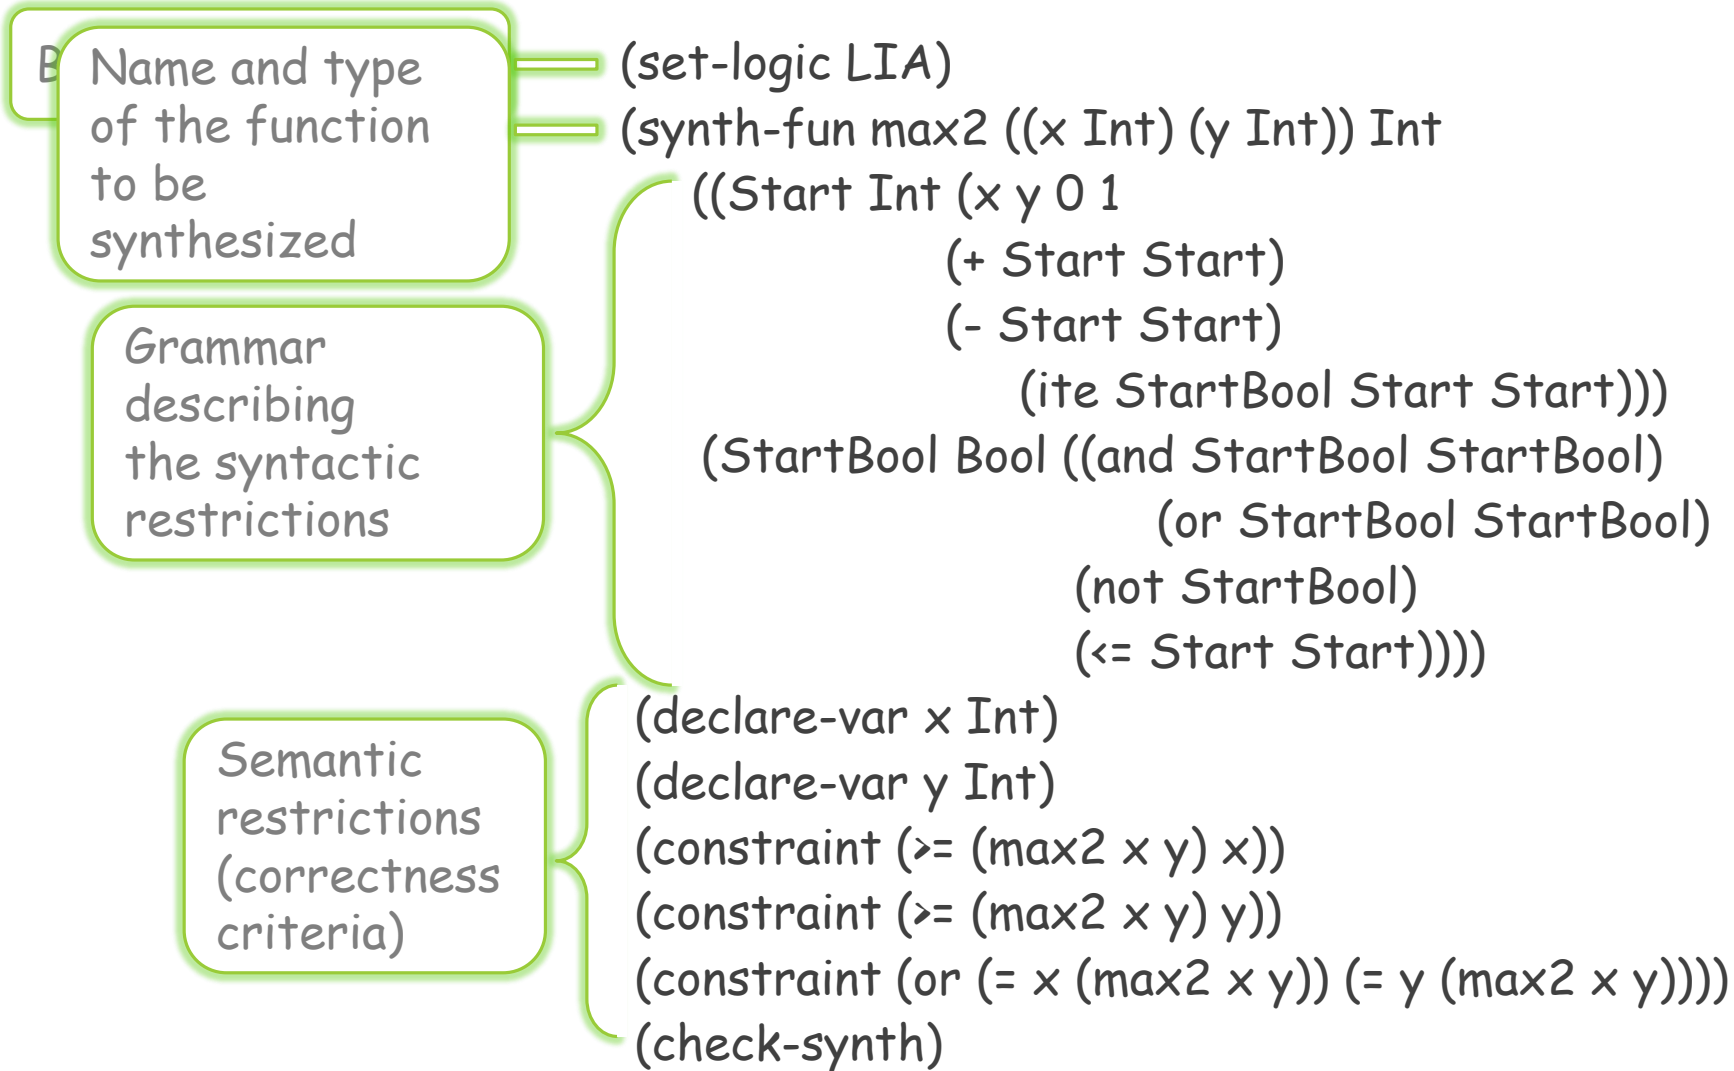 Name and type
of the function
to be
synthesized
Grammar
describing
the syntactic
restrictions
Semantic
restrictions
(correctness
criteria)
(set-logic LIA)
(synth-fun max2 ((x Int) (y Int)) Int
((Start Int (x y 0 1
(+ Start Start)
(- Start Start)
(ite StartBool Start Start)))
(StartBool Bool ((and StartBool StartBool)
(or StartBool StartBool)
(not StartBool)
(<= Start Start))))
(declare-var x Int)
(declare-var y Int)
(constraint (>= (max2 x y) x))
(constraint (>= (max2 x y) y))
(constraint (or (= x (max2 x y)) (= y (max2 x y))))
(check-synth)